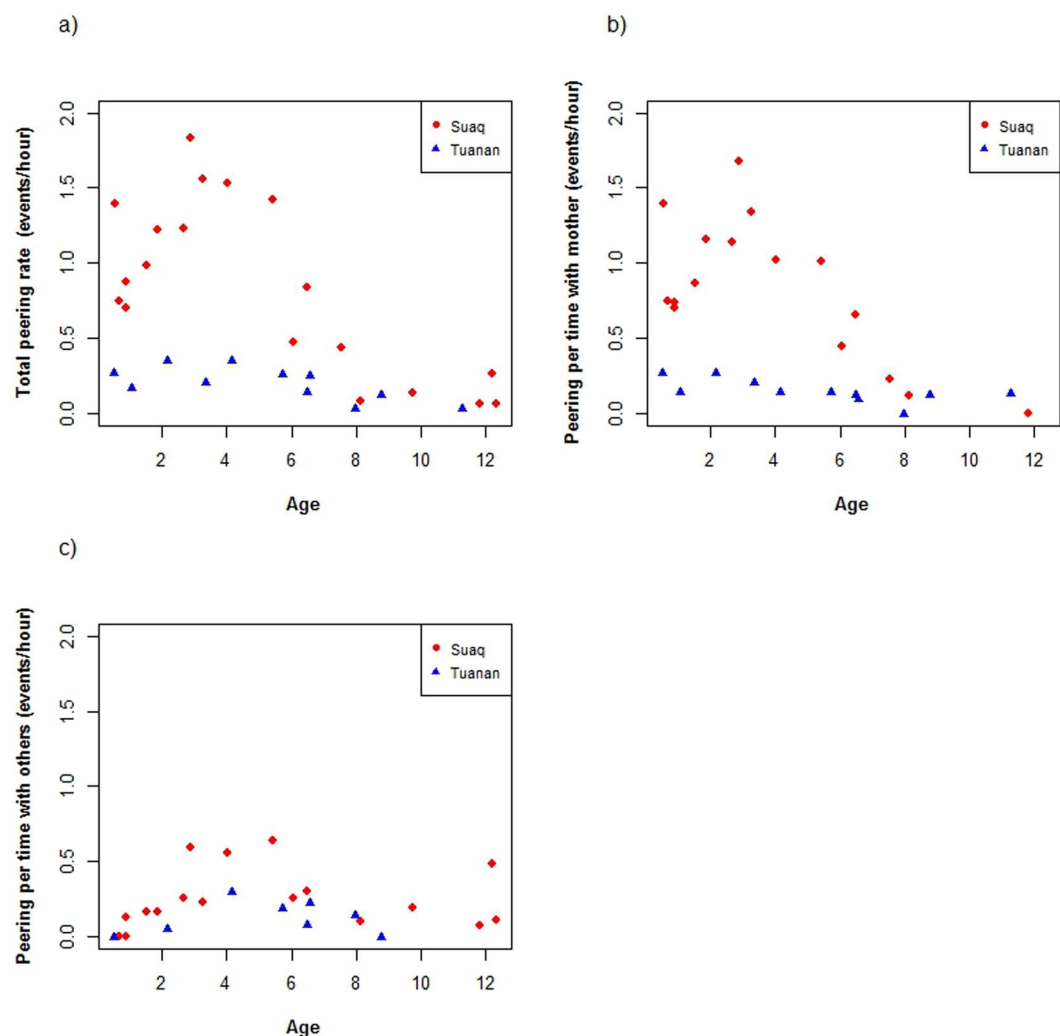 a)
Total peering rate (events/hour)
2.0
1.5
1.0
0.5
0.0
Suaq
Tuanan
2 4 6 8 10 12
Age
b)
Peering per time with mother (events/hour)
2.0
1.5
1.0
0.5
0.0
Suaq
Tuanan
2 4 6 8 10 12
Age
c)
Peering per time with others (events/hour)
2.0
1.5
1.0
0.5
0.0
Suaq
Tuanan
2 4 6 8 10 12
Age